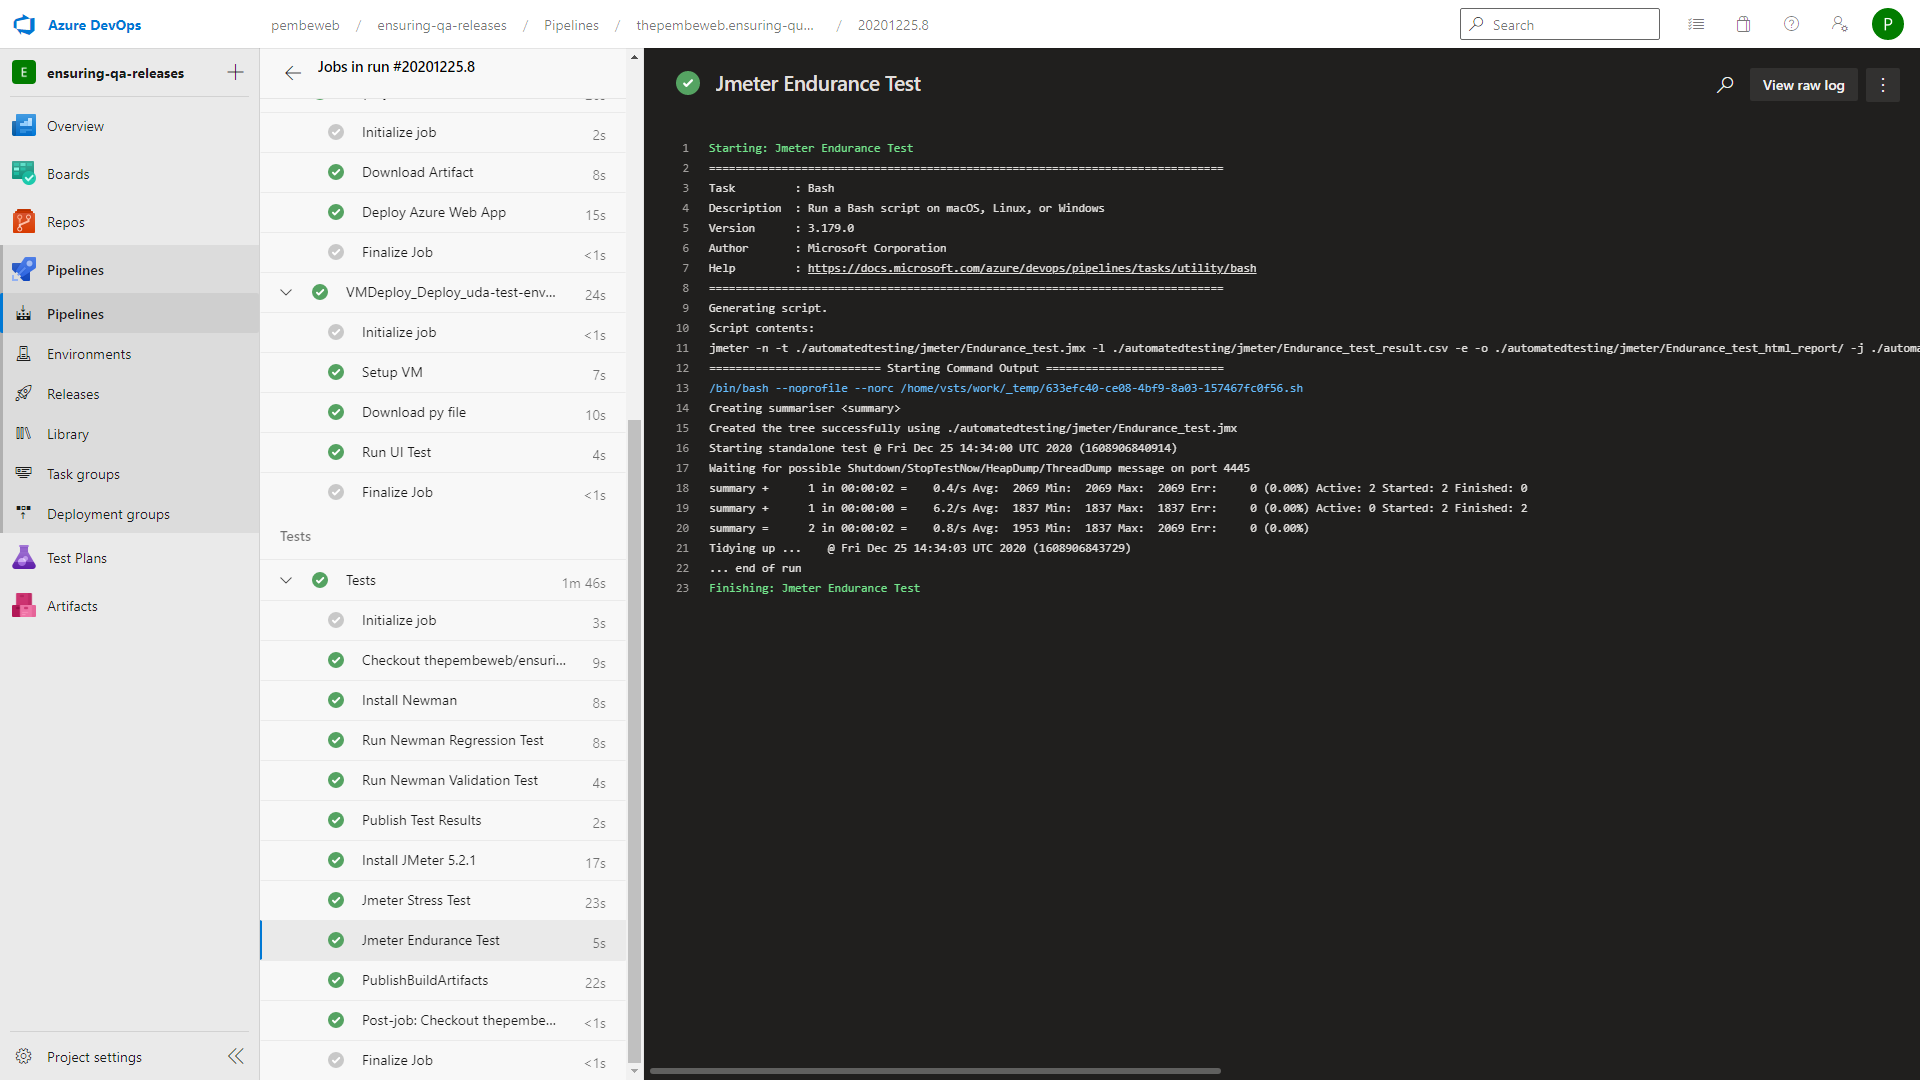 Azure DevOps
pembeweb / ensuring-qa-releases / Pipelines / thepembeweb.ensuring-qu... / 20201225.8
Search
P
E ensuring-qa-releases
Overview
Boards
Repos
Pipelines
Pipelines
Environments
Releases
Library
Task groups
Deployment groups
Test Plans
Artifacts
Project settings
Jobs in run #20201225.8
Initialize job 2s
Download Artifact 8s
Deploy Azure Web App 15s
Finalize Job <1s
VMDeploy_Deploy_uda-test-env... 24s
Initialize job <1s
Setup VM 7s
Download py file 10s
Run UI Test 4s
Finalize Job <1s
Tests
Tests 1m 46s
Initialize job 3s
Checkout thepembeweb/ensuri... 9s
Install Newman 8s
Run Newman Regression Test 8s
Run Newman Validation Test 4s
Publish Test Results 2s
Install JMeter 5.2.1 17s
Jmeter Stress Test 23s
Jmeter Endurance Test 5s
PublishBuildArtifacts 22s
Post-job: Checkout thepembe... <1s
Finalize Job <1s
Jmeter Endurance Test
View raw log
1 Starting: Jmeter Endurance Test
2 ==============================================================================
3 Task : Bash
4 Description : Run a Bash script on macOS, Linux, or Windows
5 Version : 3.179.0
6 Author : Microsoft Corporation
7 Help : https://docs.microsoft.com/azure/devops/pipelines/tasks/utility/bash
8 ==============================================================================
9 Generating script.
10 Script contents:
11 jmeter -n -t ./automatedtesting/jmeter/Endurance_test.jmx -l ./automatedtesting/jmeter/Endurance_test_result.csv -e -o ./automatedtesting/jmeter/Endurance_test_html_report/ -j ./automa
12 ========================== Starting Command Output ===========================
13 /bin/bash --noprofile --norc /home/vsts/work/_temp/633efc40-ce08-4bf9-8a03-157467fc0f56.sh
14 Creating summariser <summary>
15 Created the tree successfully using ./automatedtesting/jmeter/Endurance_test.jmx
16 Starting standalone test @ Fri Dec 25 14:34:00 UTC 2020 (1608906840914)
17 Waiting for possible Shutdown/StopTestNow/HeapDump/ThreadDump message on port 4445
18 summary + 1 in 00:00:02 = 0.4/s Avg: 2069 Min: 2069 Max: 2069 Err: 0 (0.00%) Active: 2 Started: 2 Finished: 0
19 summary + 1 in 00:00:00 = 6.2/s Avg: 1837 Min: 1837 Max: 1837 Err: 0 (0.00%) Active: 0 Started: 2 Finished: 2
20 summary = 2 in 00:00:02 = 0.8/s Avg: 1953 Min: 1837 Max: 2069 Err: 0 (0.00%)
21 Tidying up ... @ Fri Dec 25 14:34:03 UTC 2020 (1608906843729)
22 ... end of run
23 Finishing: Jmeter Endurance Test